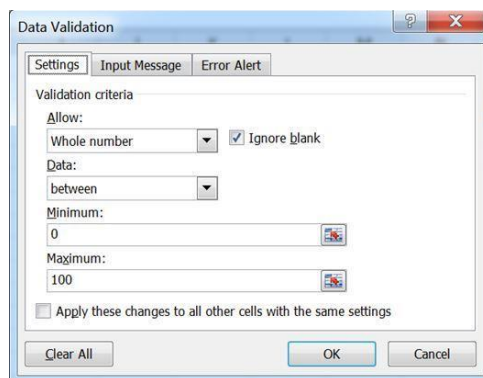 Data Validation
Settings Input Message Error Alert
Validation criteria
Allow:
Whole number Ignore blank
Data:
between
Minimum:
0
Maximum:
100
Apply these changes to all other cells with the same settings
Clear All OK Cancel